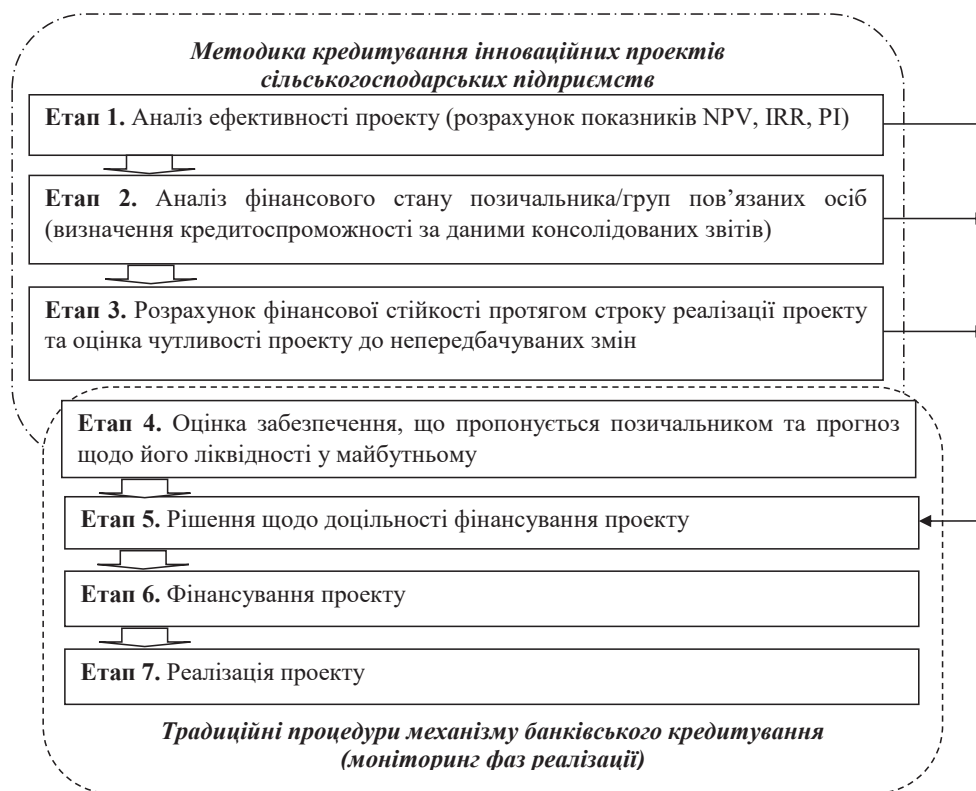 Методика кредитування інноваційних проектів
сільськогосподарських підприємств
Етап 1. Аналіз ефективності проекту (розрахунок показників NPV, IRR, PI)
Етап 2. Аналіз фінансового стану позичальника/груп пов’язаних осіб
(визначення кредитоспроможності за даними консолідованих звітів)
Етап 3. Розрахунок фінансової стійкості протягом строку реалізації проекту
та оцінка чутливості проекту до непередбачуваних змін
Етап 4. Оцінка забезпечення, що пропонується позичальником та прогноз
щодо його ліквідності у майбутньому
Етап 5. Рішення щодо доцільності фінансування проекту
Етап 6. Фінансування проекту
Етап 7. Реалізація проекту
Традиційні процедури механізму банківського кредитування
(моніторинг фаз реалізації)